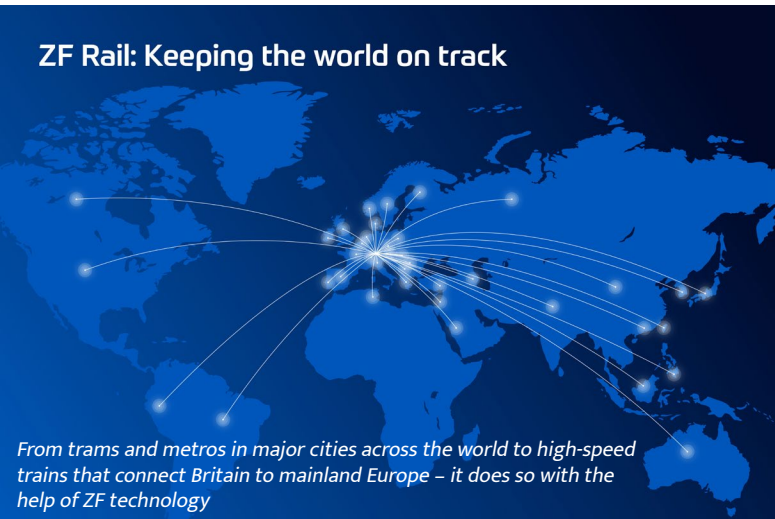 ZF Rail: Keeping the world on track
From trams and metros in major cities across the world to high-speed
trains that connect Britain to mainland Europe – it does so with the
help of ZF technology